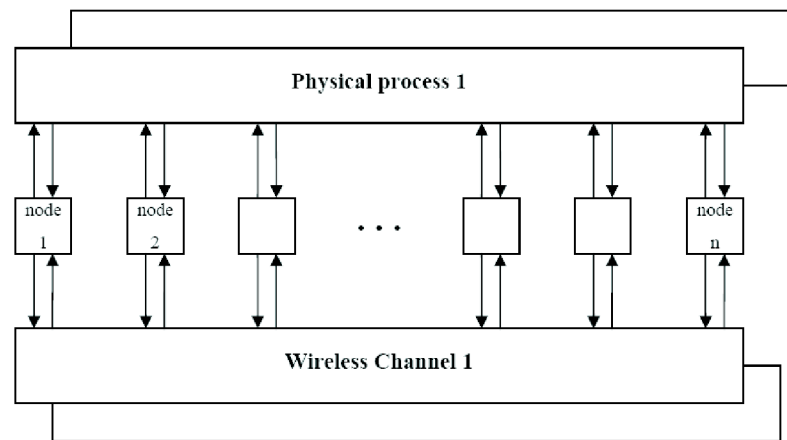 Physical process 1
node
1
node
2
. . .
node
n
Wireless Channel 1